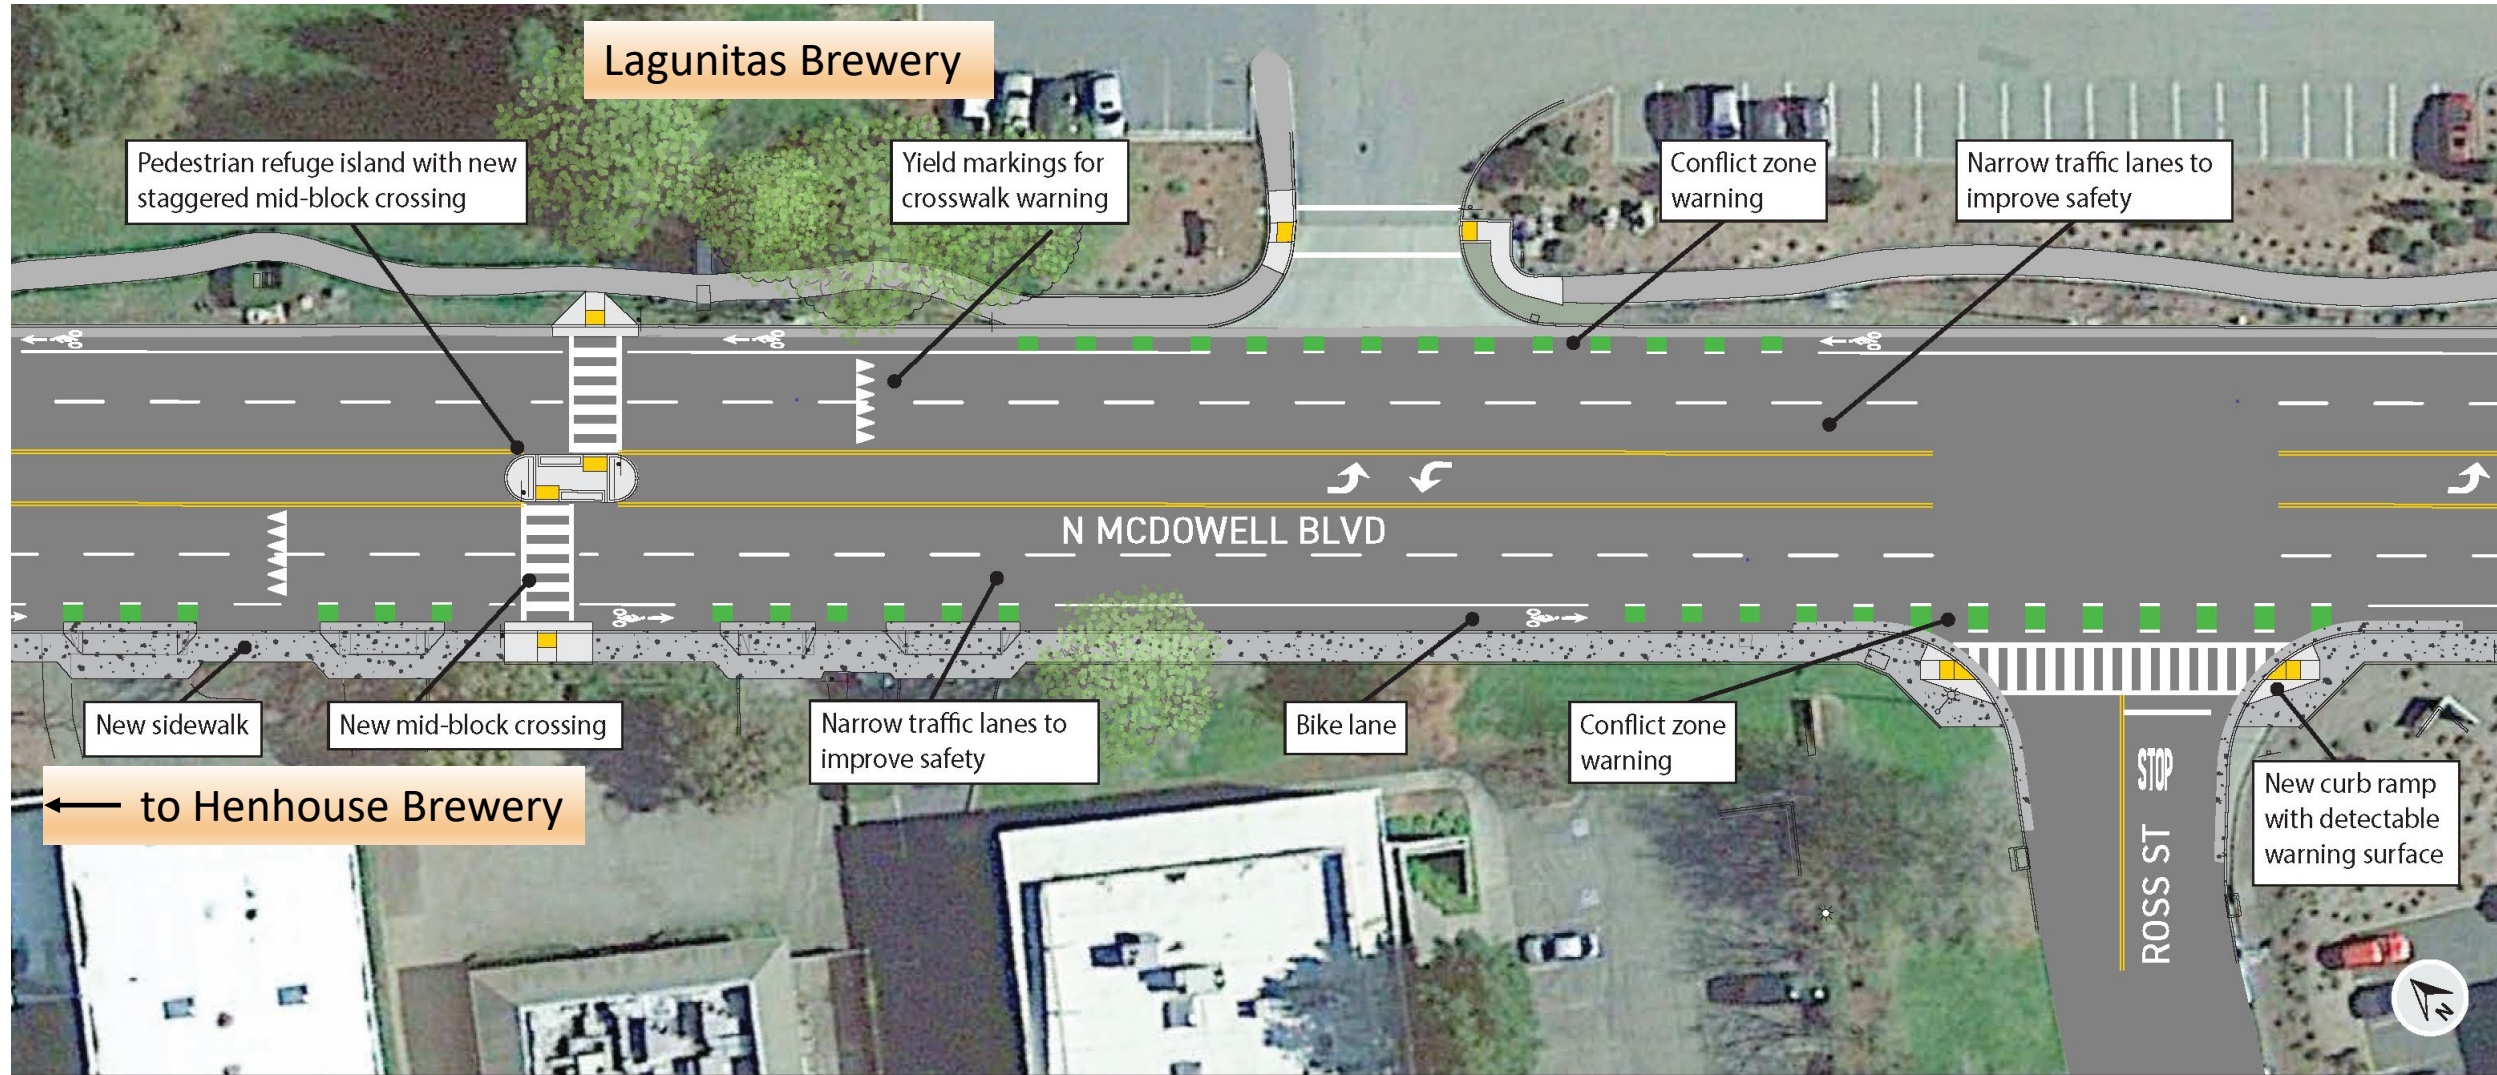 Lagunitas Brewery
Pedestrian refuge island with new
staggered mid-block crossing
Yield markings for
crosswalk warning
Conflict zone
warning
Narrow traffic lanes to
improve safety
N MCDOWELL BLVD
New sidewalk
New mid-block crossing
Narrow traffic lanes to
improve safety
Bike lane
Conflict zone
warning
STOP
ROSS ST
New curb ramp
with detectable
warning surface
to Henhouse Brewery
N